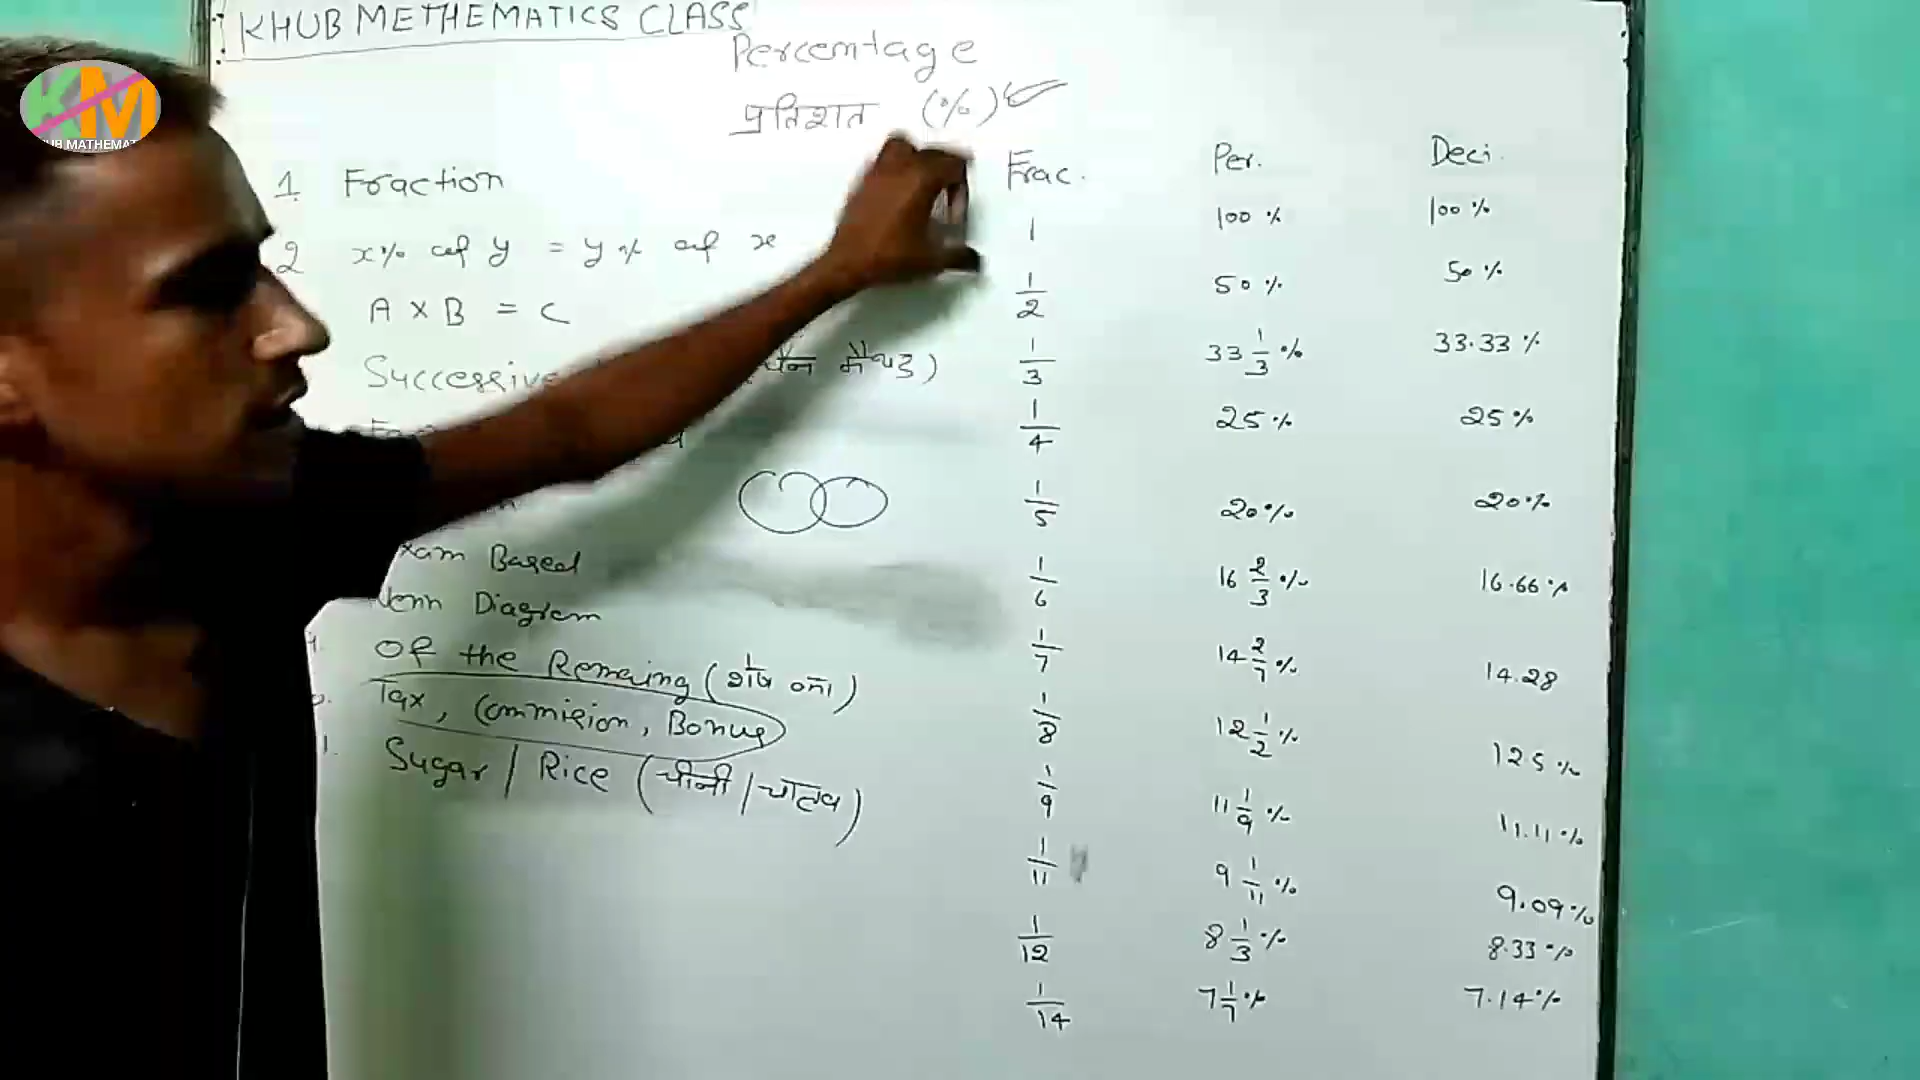 KHUB METHEMATICS CLASS
Percentage
प्रतिशत (%)
KM
UB MATHEMAT
1 Fraction
2 x% of y = y% of x
A × B = C
Successive
Exam Based
Venn Diagram
Of the Remaing (शेष का)
Tax, Commision, Bonus
Sugar / Rice (चीनी / चावल)
Frac. Per. Deci.
1 100 % 100 %
1/2 50 % 50 %
1/3 33 1/3 % 33.33 %
1/4 25 % 25 %
1/5 20 % 20 %
1/6 16 2/3 % 16.66 %
1/7 14 2/7 % 14.28
1/8 12 1/2 % 125 %
1/9 11 1/9 % 11.11 %
1/11 9 1/11 % 9.09 %
1/12 8 1/3 % 8.33 %
1/14 7 1/7 % 7.14 %